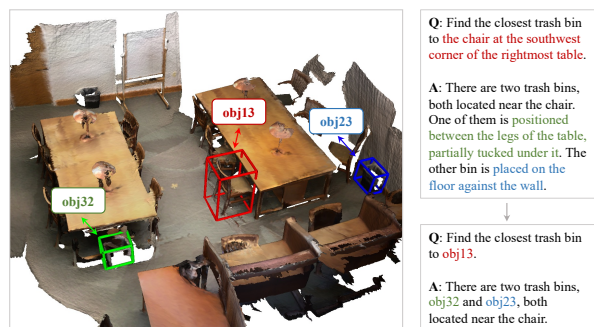 obj13
obj23
obj32
Q: Find the closest trash bin
to the chair at the southwest
corner of the rightmost table.
A: There are two trash bins,
both located near the chair.
One of them is positioned
between the legs of the table,
partially tucked under it. The
other bin is placed on the
floor against the wall.
Q: Find the closest trash bin
to obj13.
A: There are two trash bins,
obj32 and obj23, both
located near the chair.